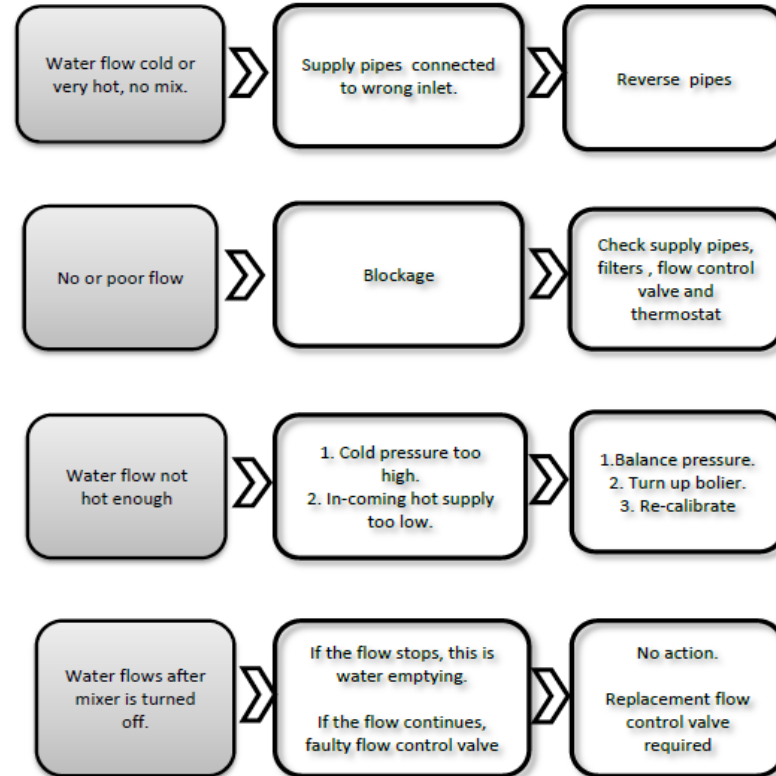 Water flow cold or
very hot, no mix.
Supply pipes connected
to wrong inlet.
Reverse pipes
No or poor flow
Blockage
Check supply pipes,
filters , flow control
valve and
thermostat
Water flow not
hot enough
1. Cold pressure too
high.
2. In-coming hot supply
too low.
1.Balance pressure.
2. Turn up bolier.
3. Re-calibrate
Water flows after
mixer is turned
off.
If the flow stops, this is
water emptying.
If the flow continues,
faulty flow control valve
No action.
Replacement flow
control valve
required